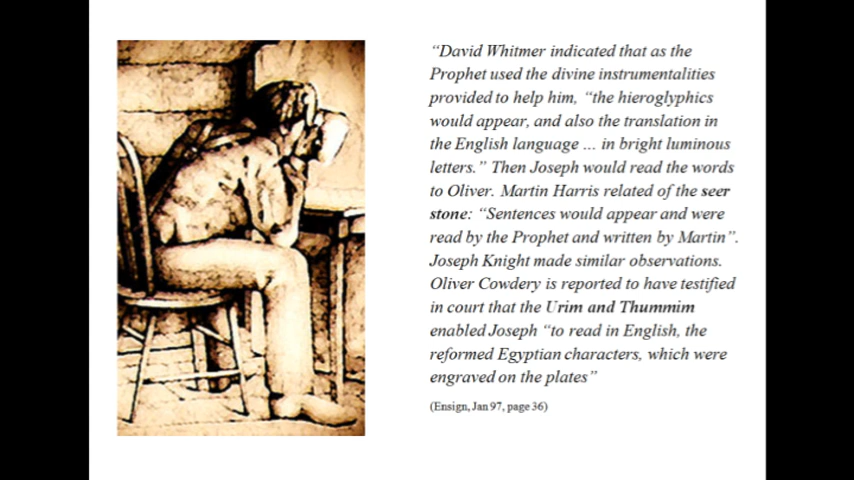 “David Whitmer indicated that as the
Prophet used the divine instrumentalities
provided to help him, “the hieroglyphics
would appear, and also the translation in
the English language ... in bright luminous
letters.” Then Joseph would read the words
to Oliver. Martin Harris related of the seer
stone: “Sentences would appear and were
read by the Prophet and written by Martin”.
Joseph Knight made similar observations.
Oliver Cowdery is reported to have testified
in court that the Urim and Thummim
enabled Joseph “to read in English, the
reformed Egyptian characters, which were
engraved on the plates”
(Ensign, Jan 97, page 36)